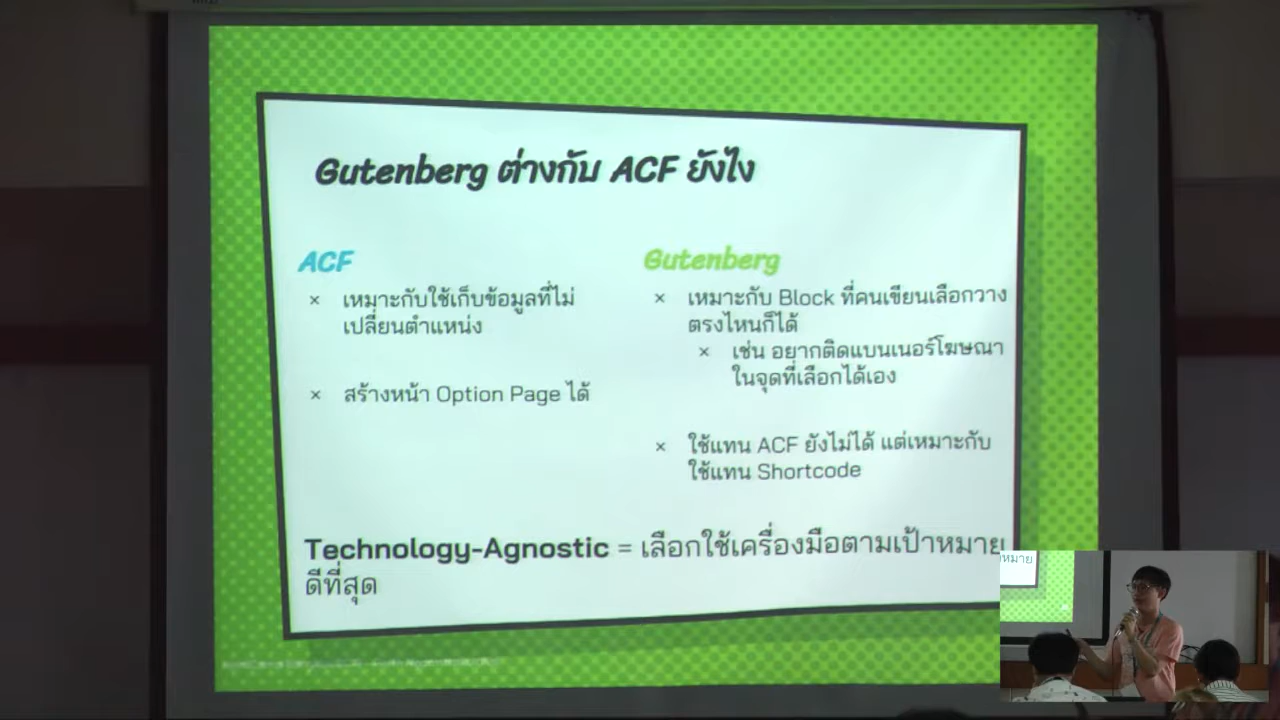 Gutenberg ต่างกับ ACF ยังไง
ACF
× เหมาะกับใช้เก็บข้อมูลที่ไม่
เปลี่ยนตำแหน่ง
× สร้างหน้า Option Page ได้
Gutenberg
× เหมาะกับ Block ที่คนเขียนเลือกวาง
ตรงไหนก็ได้
× เช่น อยากติดแบนเนอร์โฆษณา
ในจุดที่เลือกได้เอง
× ใช้แทน ACF ยังไม่ได้ แต่เหมาะกับ
ใช้แทน Shortcode
Technology-Agnostic = เลือกใช้เครื่องมือตามเป้าหมาย
ดีที่สุด
าหมาย